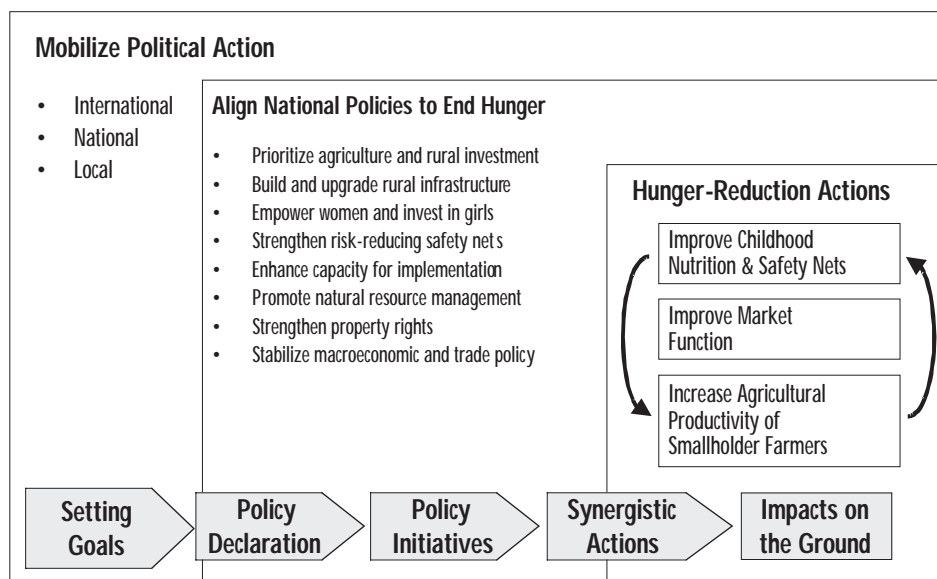 Mobilize Political Action
• International
• National
• Local
Align National Policies to End Hunger
• Prioritize agriculture and rural investment
• Build and upgrade rural infrastructure
• Empower women and invest in girls
• Strengthen risk-reducing safety nets
• Enhance capacity for implementation
• Promote natural resource management
• Strengthen property rights
• Stabilize macroeconomic and trade policy
Hunger-Reduction Actions
Improve Childhood
Nutrition & Safety Nets
Improve Market
Function
Increase Agricultural
Productivity of
Smallholder Farmers
Setting
Goals
Policy
Declaration
Policy
Initiatives
Synergistic
Actions
Impacts on
the Ground